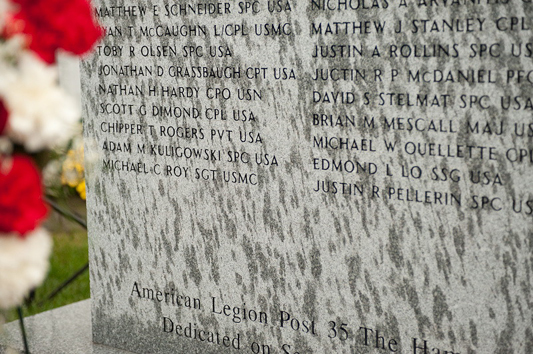 MATTHEW E SCHNEIDER SPC USA
RYAN T McCAUGHN L/CPL USMC
TOBY R OLSEN SPC USA
JONATHAN D GRASSBAUGH CPT USA
NATHAN H HARDY CPO USN
SCOTT G DIMOND CPL USA
CHIPPER T ROGERS PVT USA
ADAM M KULIGOWSKI SPC USA
MICHAEL C ROY SGT USMC
NICHOLAS A
MATTHEW J STANLEY CPL
JUSTIN A ROLLINS SPC
JUCTIN R P McDANIEL PFC
DAVID S STELMAT SPC USA
BRIAN M MESCALL MAJ
MICHAEL W OUELLETTE CPL
EDMOND L LO SSG USA
JUSTIN R PELLERIN SPC
American Legion Post 35 The
Dedicated on